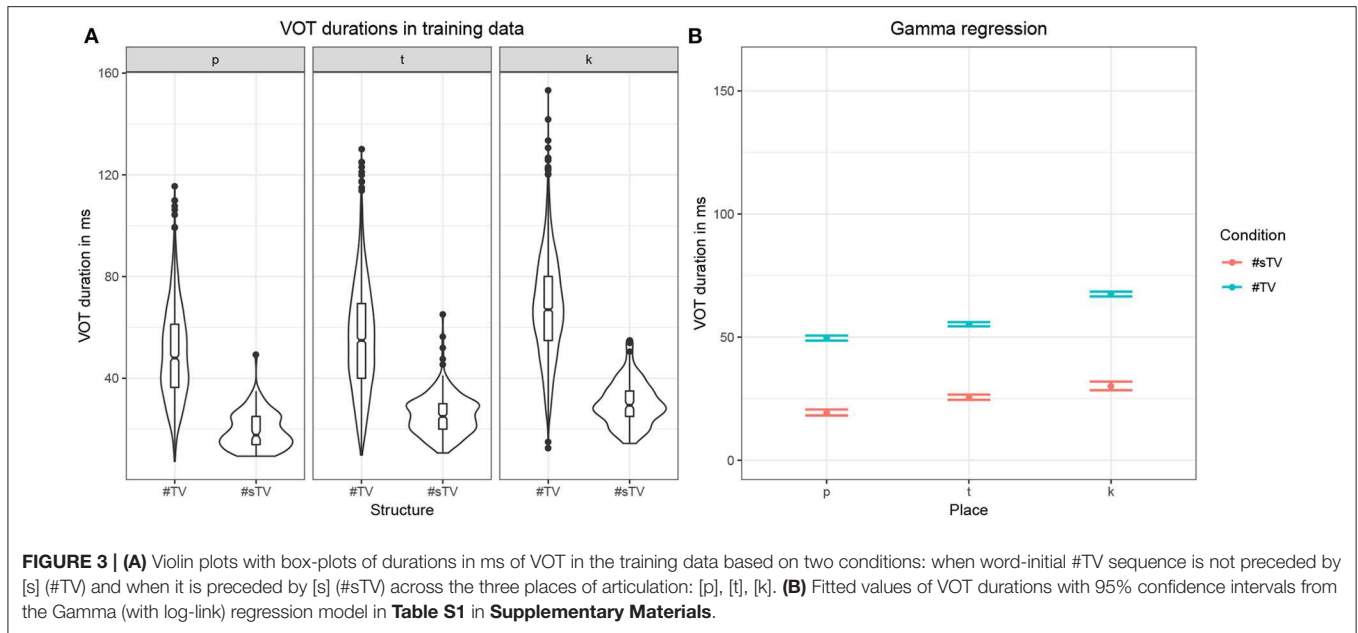 A
VOT durations in training data
p
t
k
160
120
80
40
VOT duration in ms
#TV
#sTV
#TV
#sTV
#TV
#sTV
Structure
B
Gamma regression
150
100
50
0
VOT duration in ms
p
t
k
Place
Condition
#sTV
#TV
FIGURE 3 | (A) Violin plots with box-plots of durations in ms of VOT in the training data based on two conditions: when word-initial #TV sequence is not preceded by
[s] (#TV) and when it is preceded by [s] (#sTV) across the three places of articulation: [p], [t], [k]. (B) Fitted values of VOT durations with 95% confidence intervals from
the Gamma (with log-link) regression model in Table S1 in Supplementary Materials.